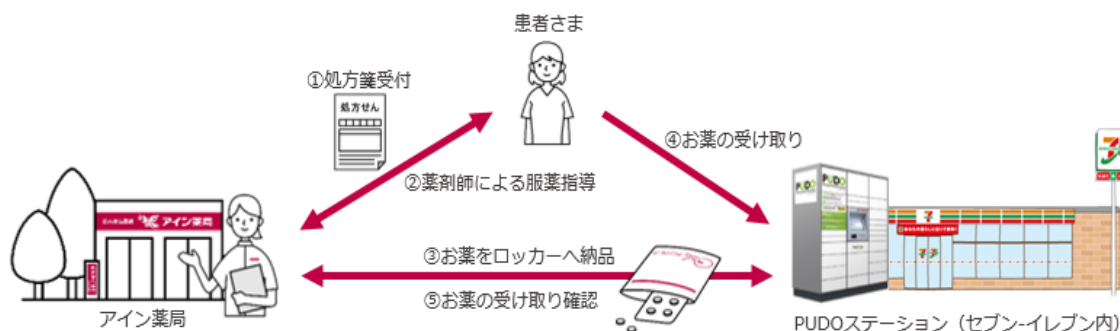 患者さま
①処方箋受付
処方せん
④お薬の受け取り
②薬剤師による服薬指導
PUDO
PUDO
アイン薬局
③お薬をロッカーへ納品
⑤お薬の受け取り確認
アイン薬局
PUDOステーション（セブン-イレブン内）